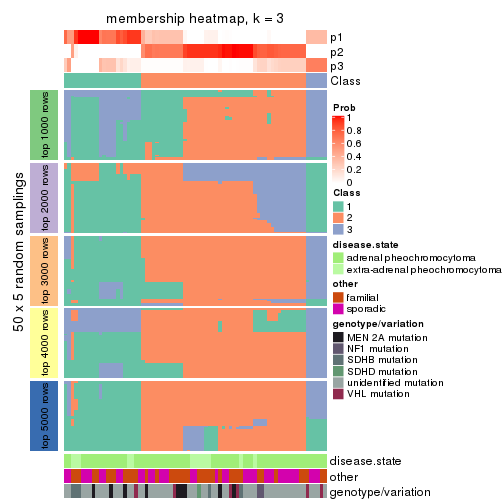 membership heatmap, k = 3
p1
p2
p3
Class
50 x 5 random samplings
top 1000 rows
top 2000 rows
top 3000 rows
top 4000 rows
top 5000 rows
disease.state
other
genotype/variation
Prob
1
0.8
0.6
0.4
0.2
0
Class
1
2
3
disease.state
adrenal pheochromocytoma
extra-adrenal pheochromocytoma
other
familial
sporadic
genotype/variation
MEN 2A mutation
NF1 mutation
SDHB mutation
SDHD mutation
unidentified mutation
VHL mutation